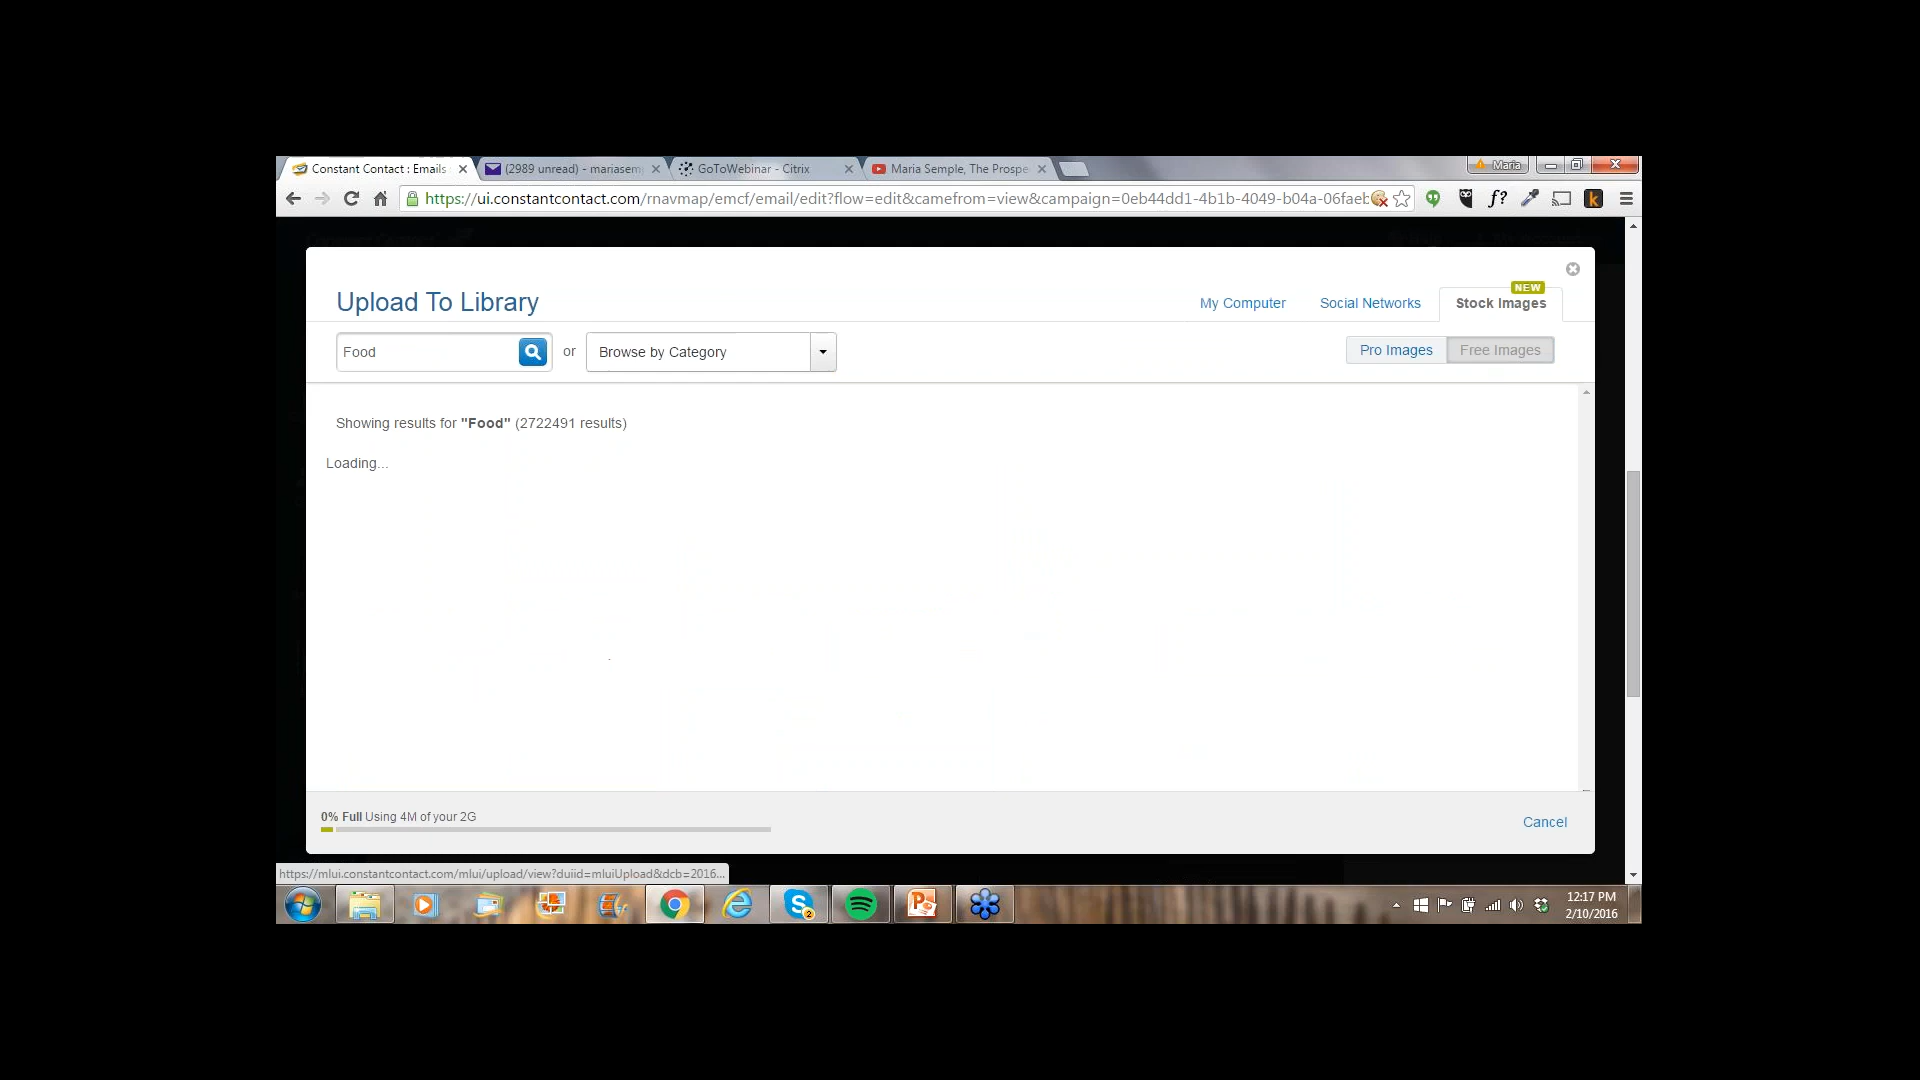 Constant Contact : Emails
(2989 unread) - mariasem
GoToWebinar - Citrix
Maria Semple, The Prospe
Maria
https://ui.constantcontact.com/rnavmap/emcf/email/edit?flow=edit&camefrom=view&campaign=0eb44dd1-4b1b-4049-b04a-06faeb
NEW
Upload To Library
My Computer
Social Networks
Stock Images
Food
or
Browse by Category
Pro Images
Free Images
Showing results for "Food" (2722491 results)
Loading...
0% Full Using 4M of your 2G
Cancel
https://mlui.constantcontact.com/mlui/upload/view?duiid=mluiUpload&dcb=2016...
2
12:17 PM
2/10/2016